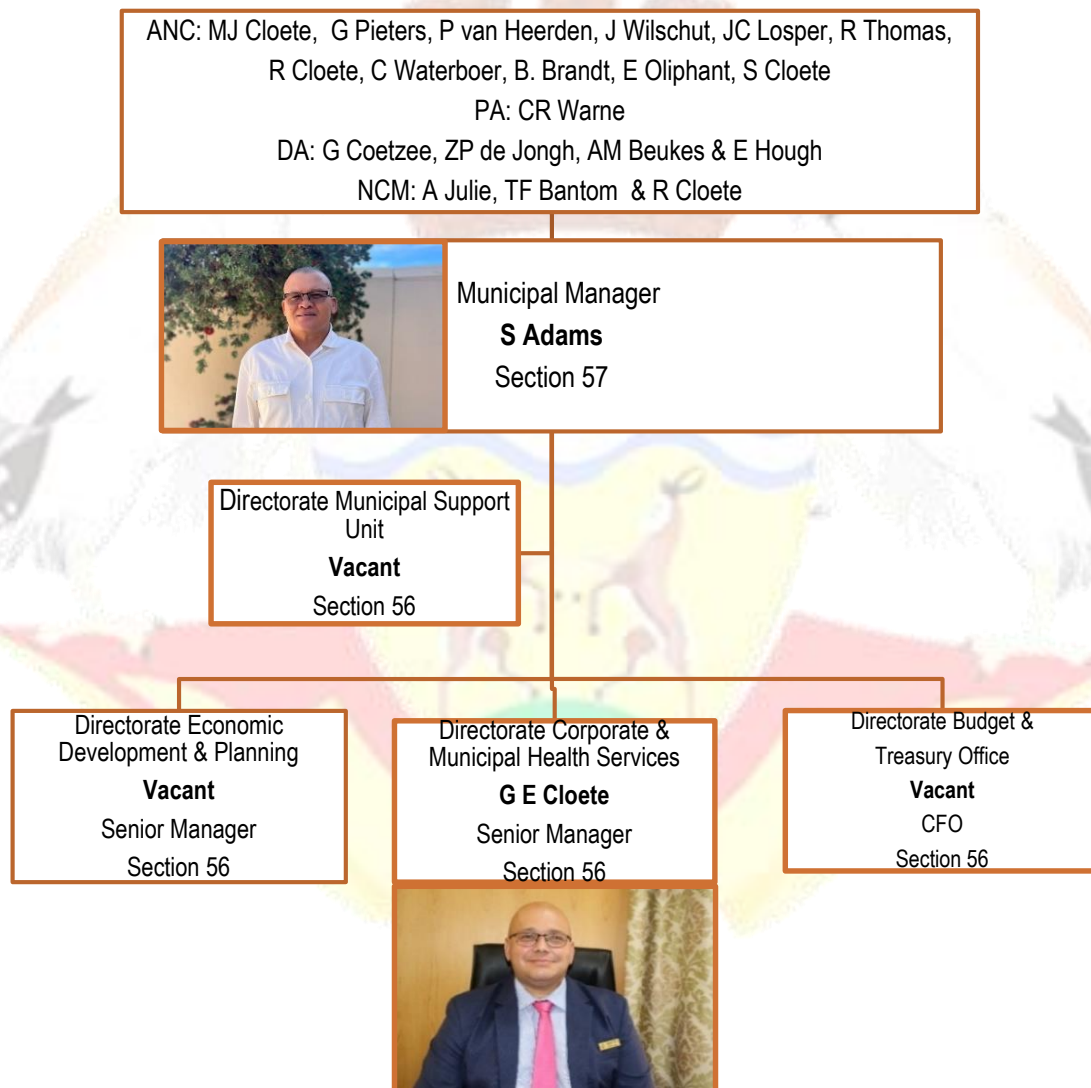 ANC: MJ Cloete, G Pieters, P van Heerden, J Wilschut, JC Losper, R Thomas,
R Cloete, C Waterboer, B. Brandt, E Oliphant, S Cloete
PA: CR Warne
DA: G Coetzee, ZP de Jongh, AM Beukes & E Hough
NCM: A Julie, TF Bantom & R Cloete
Municipal Manager
S Adams
Section 57
Directorate Municipal Support
Unit
Vacant
Section 56
Directorate Economic
Development & Planning
Vacant
Senior Manager
Section 56
Directorate Corporate &
Municipal Health Services
G E Cloete
Senior Manager
Section 56
Directorate Budget &
Treasury Office
Vacant
CFO
Section 56